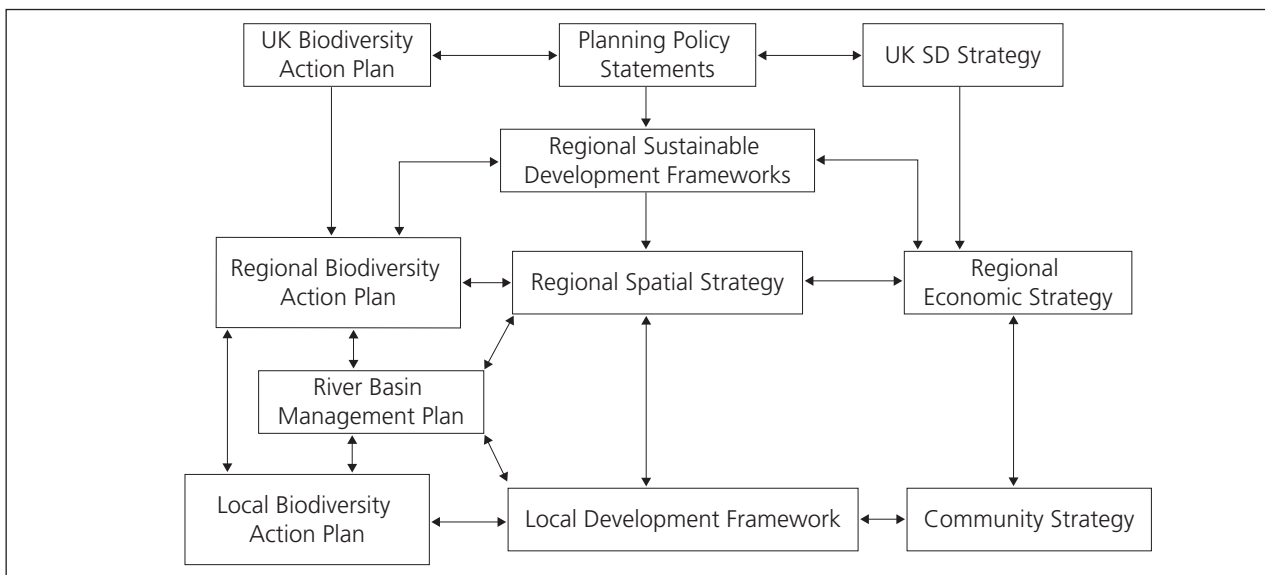 UK Biodiversity
Action Plan
Planning Policy
Statements
UK SD Strategy
Regional Sustainable
Development Frameworks
Regional Biodiversity
Action Plan
Regional Spatial Strategy
Regional
Economic Strategy
River Basin
Management Plan
Local Biodiversity
Action Plan
Local Development Framework
Community Strategy